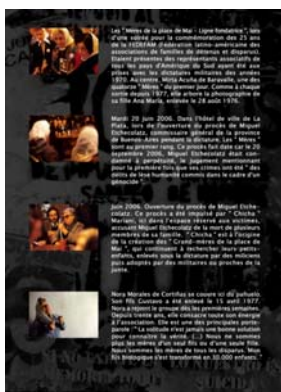 Les " Mères de la place de Mai - Ligne fondatrice ", lors
d'une soirée pour la commémoration des 25 ans
de la FEDEFAM (Fédération latino-américaine des
associations de familles de détenus et disparus).
Etaient présentes des représentants associatifs de
tous les pays d'Amérique du Sud ayant été aux
prises avec les dictatures militaires des années
1970. Au centre, Mirta Acuña de Baravalle, une des
quatorze " Mères " du premier jour. Comme à chaque
sortie depuis 1977, elle arbore la photographie de
sa fille Ana Maria, enlevée le 28 août 1976.
Mardi 20 juin 2006. Dans l'hôtel de ville de La
Plata, lors de l'ouverture du procès de Miguel
Etchecolatz, commissaire général de la province
de Buenos-Aires pendant la dictature. Les " Mères "
sont au premier rang. Ce procès fait date car le 20
septembre 2006, Miguel Etchecolatz était con-
damné à perpétuité, le jugement mentionnant
pour la première fois que ves crimes ont été " des
délits de lèse humanité commis dans le cadre d'un
génocide "
Juin 2006. Ouverture du procès de Miguel Etche-
colatz. Ce procès a été impulsé par " Chicha "
Mariani, ici dans l'espace réservé aux victimes,
accusant Miguel Etchecolatz de la mort de plusieurs
membres de sa famille. " Chicha " est à l'origine
de la création des " Grand-mères de la place de
Mai ", qui continuent à rechercher leurs petits-
enfants, enlevés sous la dictature par des miliciens
puis adoptés par des militaires ou proches de la
junte.
Nora Morales de Cortiñas se couvre ici du pañuelo.
Son fils Gustavo a été enlevé le 15 avril 1977.
Nora a rejoint le groupe dès les premières semaines.
Depuis trente ans, elle consacre toute son énergie
à l'association. Elle est une des principales porte-
parole : " La solitude n'est jamais une bonne solution
pour connaître la vérité. (...) Nous ne sommes
plus les mères d'un seul fils ou d'une seule fille.
Nous sommes les mères de tous les disparus. Mon
fils biologique s'est transformé en 30.000 enfants. "